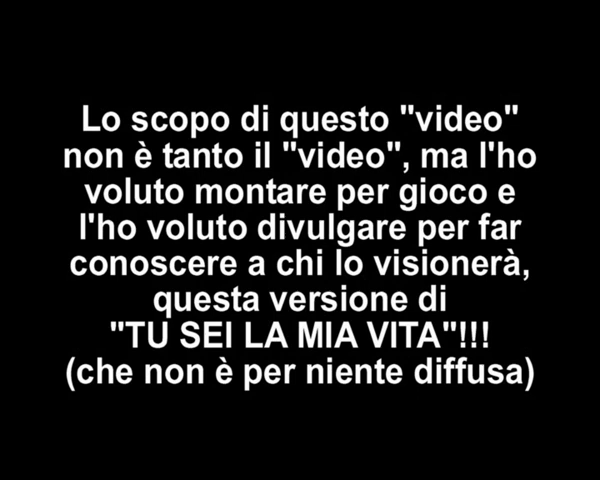 Lo scopo di questo "video"
non è tanto il "video", ma l'ho
voluto montare per gioco e
l'ho voluto divulgare per far
conoscere a chi lo visionerà,
questa versione di
"TU SEI LA MIA VITA"!!!
(che non è per niente diffusa)